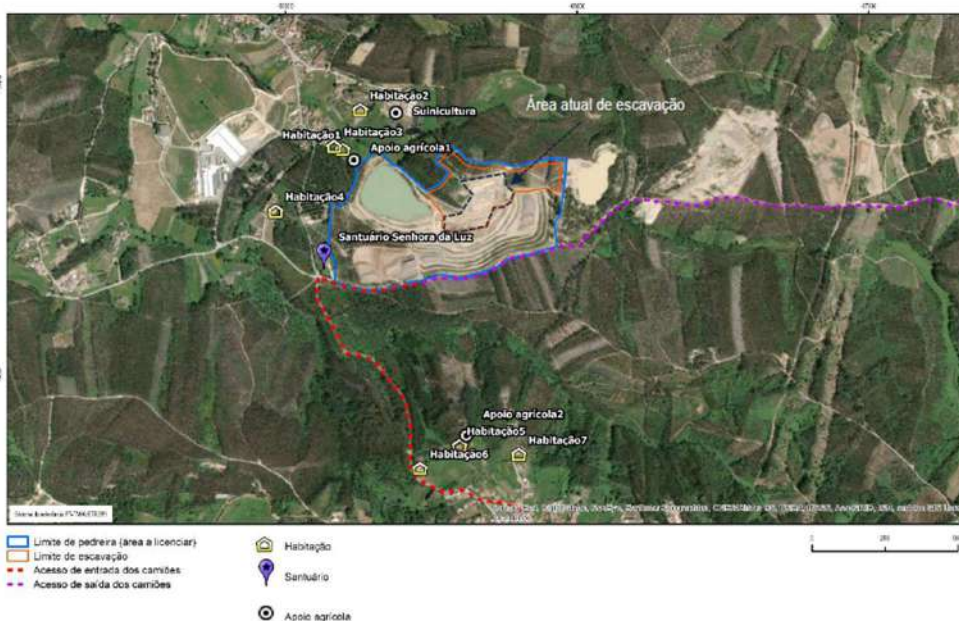 Habitação2
Suinicultura
Área atual de escavação
Habitação1
Habitação3
Apoio agrícola1
Habitação4
Santuário Senhora da Luz
Apoio agrícola2
Habitação5
Habitação7
Habitação6
Limite de pedreira (área a licenciar)
Limite de escavação
Acesso de entrada dos camiões
Acesso de saída dos camiões
Habitação
Santuário
Apoio agrícola
0